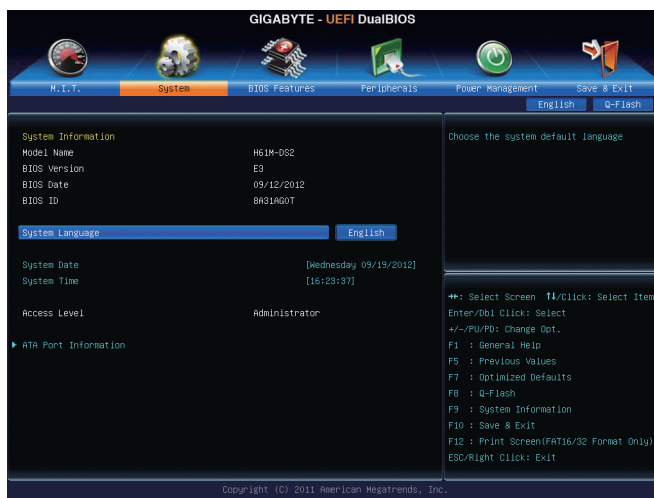 GIGABYTE - UEFI DualBIOS
M.I.T. System BIOS Features Peripherals Power Management Save & Exit
English Q-Flash
System Information
Model Name H61M-DS2
BIOS Version E3
BIOS Date 09/12/2012
BIOS ID 8A31AG0T
System Language English
System Date [Wednesday 09/19/2012]
System Time [16:23:37]
Access Level Administrator
ATA Port Information
Choose the system default language
→←: Select Screen ↑↓/Click: Select Item
Enter/Dbl Click: Select
+/-/PU/PD: Change Opt.
F1 : General Help
F5 : Previous Values
F7 : Optimized Defaults
F8 : Q-Flash
F9 : System Information
F10 : Save & Exit
F12 : Print Screen(FAT16/32 Format Only)
ESC/Right Click: Exit
Copyright (C) 2011 American Megatrends, Inc.